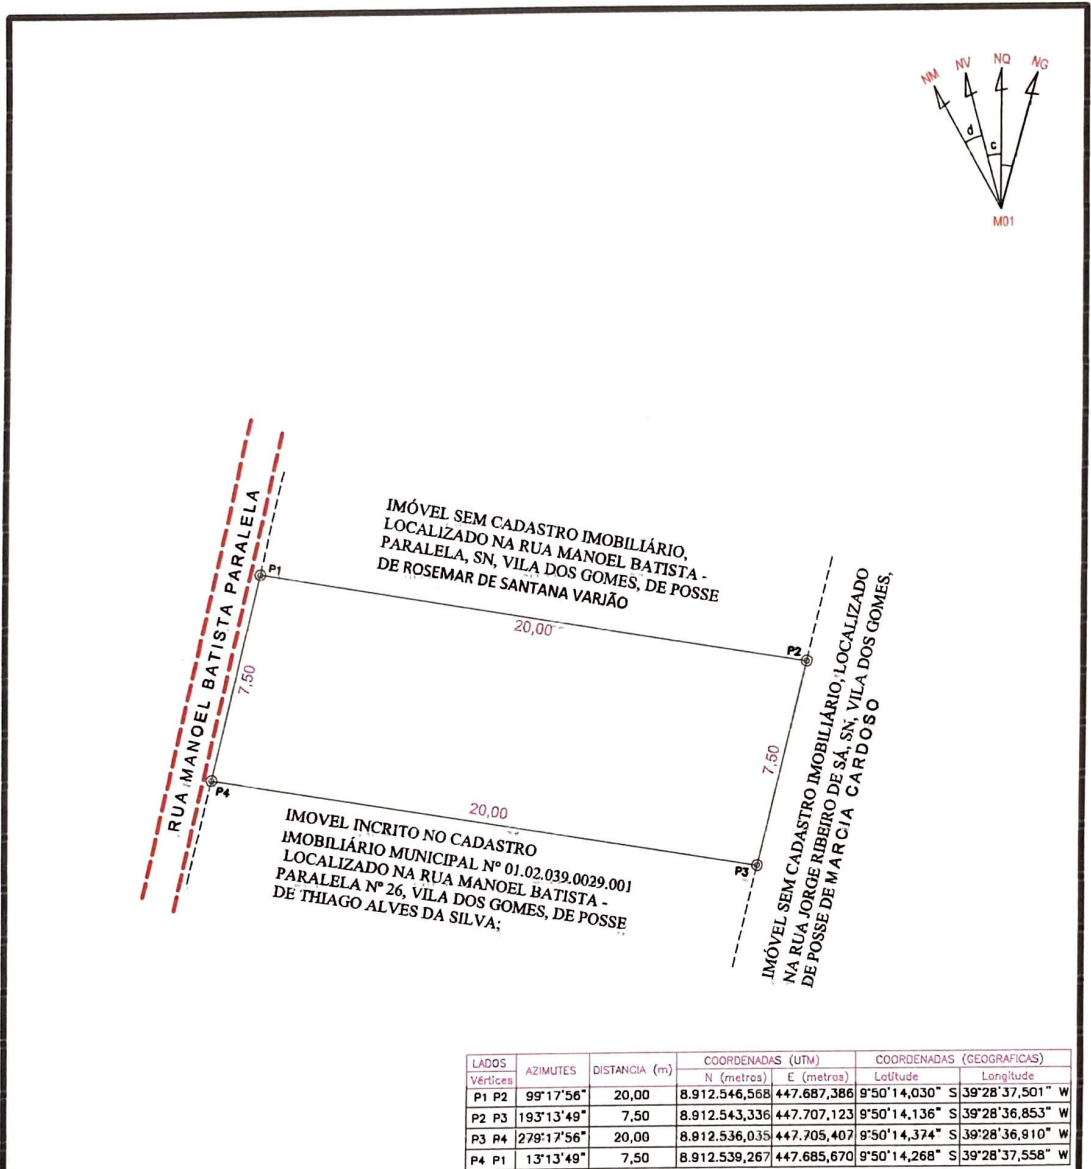 NM NV NQ NG
d
c
M01
IMÓVEL SEM CADASTRO IMOBILIÁRIO,
LOCALIZADO NA RUA MANOEL BATISTA -
PARALELA, SN, VILA DOS GOMES, DE POSSE
DE ROSEMAR DE SANTANA VARJÃO
RUA MANOEL BATISTA PARALELA
P1
20,00
P2
7,50
7,50
P4
20,00
P3
IMOVEL INCRITO NO CADASTRO
IMOBILIÁRIO MUNICIPAL Nº 01.02.039.0029.001
LOCALIZADO NA RUA MANOEL BATISTA -
PARALELA Nº 26, VILA DOS GOMES, DE POSSE
DE THIAGO ALVES DA SILVA;
IMÓVEL SEM CADASTRO IMOBILIÁRIO, LOCALIZADO
NA RUA JORGE RIBEIRO DE SÁ, SN, VILA DOS GOMES,
DE POSSE DE MARCIA CARDOSO
LADOS AZIMUTES DISTANCIA (m) COORDENADAS (UTM) COORDENADAS (GEOGRAFICAS)
Vértices N (metros) E (metros) Latitude Longitude
P1 P2 99°17'56" 20,00 8.912.546,568 447.687,386 9°50'14,030" S 39°28'37,501" W
P2 P3 193°13'49" 7,50 8.912.543,336 447.707,123 9°50'14,136" S 39°28'36,853" W
P3 P4 279°17'56" 20,00 8.912.536,035 447.705,407 9°50'14,374" S 39°28'36,910" W
P4 P1 13°13'49" 7,50 8.912.539,267 447.685,670 9°50'14,268" S 39°28'37,558" W